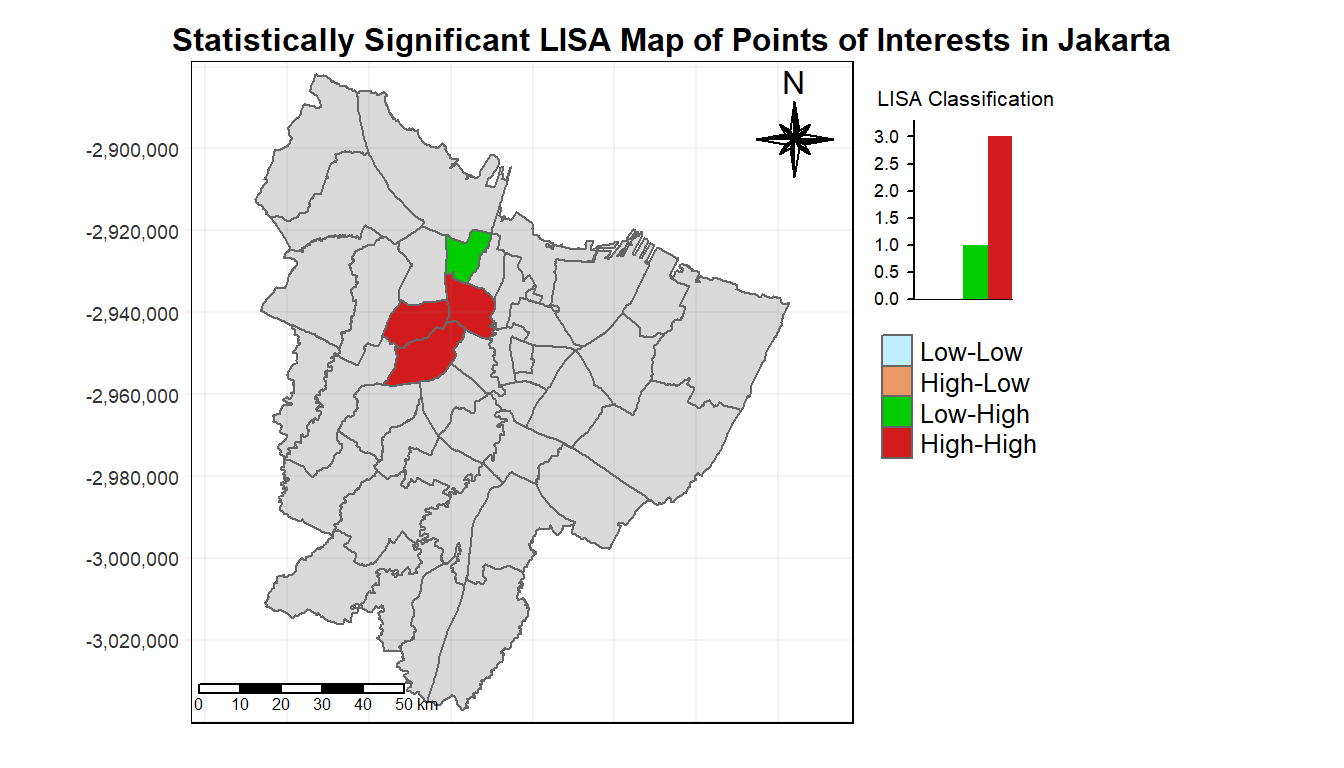 Statistically Significant LISA Map of Points of Interests in Jakarta
N
-2,900,000
-2,920,000
-2,940,000
-2,960,000
-2,980,000
-3,000,000
-3,020,000
0 10 20 30 40 50 km
LISA Classification
3.0
2.5
2.0
1.5
1.0
0.5
0.0
Low-Low
High-Low
Low-High
High-High